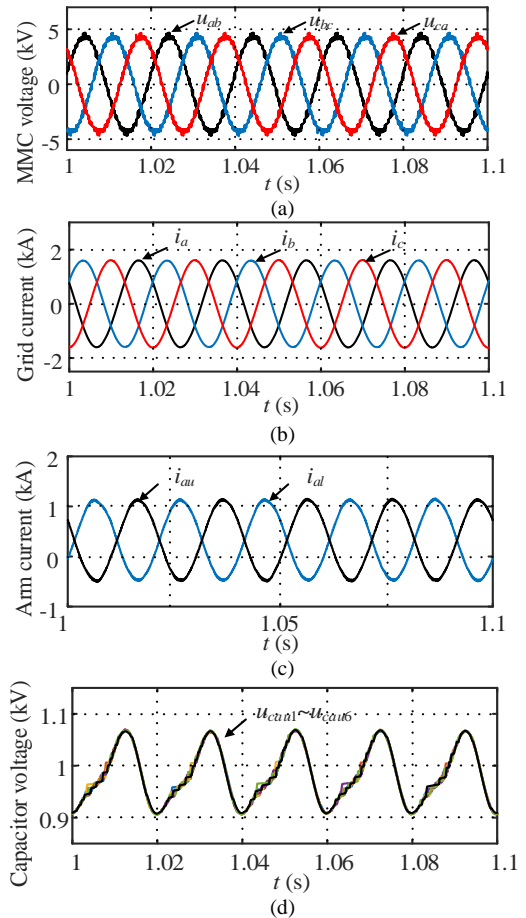 MMC voltage (kV)
5
0
-5
u_ab
u_bc
u_ca
1
1.02
1.04
1.06
1.08
1.1
t (s)
(a)
Grid current (kA)
2
0
-2
i_a
i_b
i_c
1
1.02
1.04
1.06
1.08
1.1
t (s)
(b)
Arm current (kA)
2
1
0
-1
i_au
i_al
1
1.05
1.1
t (s)
(c)
Capacitor voltage (kV)
1.1
1
0.9
u_cau1~u_cau6
1
1.02
1.04
1.06
1.08
1.1
t (s)
(d)